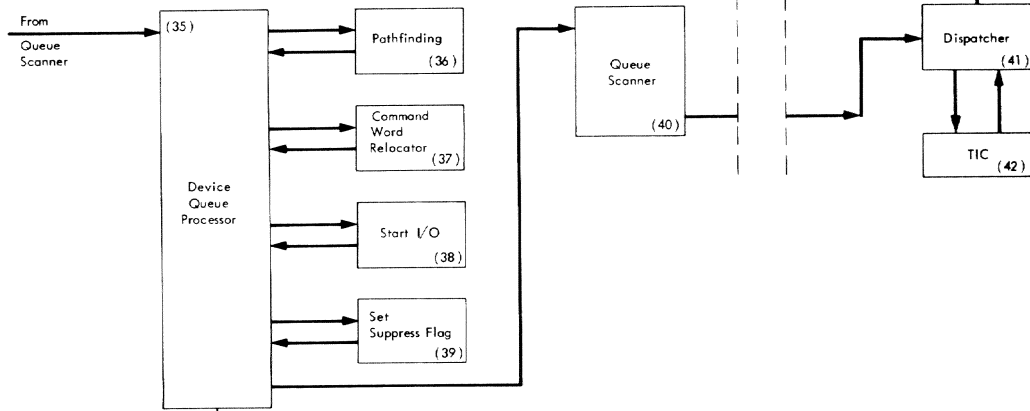 From
Queue
Scanner
(35)
Device
Queue
Processor
Pathfinding
(36)
Command
Word
Relocator
(37)
Start I/O
(38)
Set
Suppress Flag
(39)
Queue
Scanner
(40)
Dispatcher
(41)
TIC
(42)